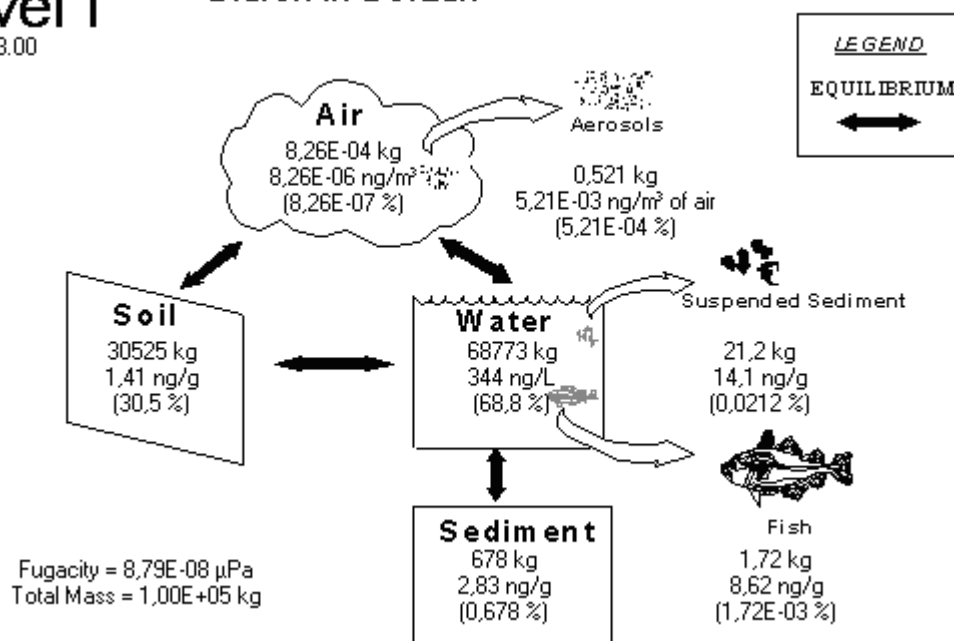 LEGEND
EQUILIBRIUM
3.00
Air
8,26E-04 kg
8,26E-06 ng/m³
(8,26E-07 %)
Aerosols
0,521 kg
5,21E-03 ng/m³ of air
(5,21E-04 %)
Soil
30525 kg
1,41 ng/g
(30,5 %)
Water
68773 kg
344 ng/L
(68,8 %)
Suspended Sediment
21,2 kg
14,1 ng/g
(0,0212 %)
Sediment
678 kg
2,83 ng/g
(0,678 %)
Fish
1,72 kg
8,62 ng/g
(1,72E-03 %)
Fugacity = 8,79E-08 µPa
Total Mass = 1,00E+05 kg